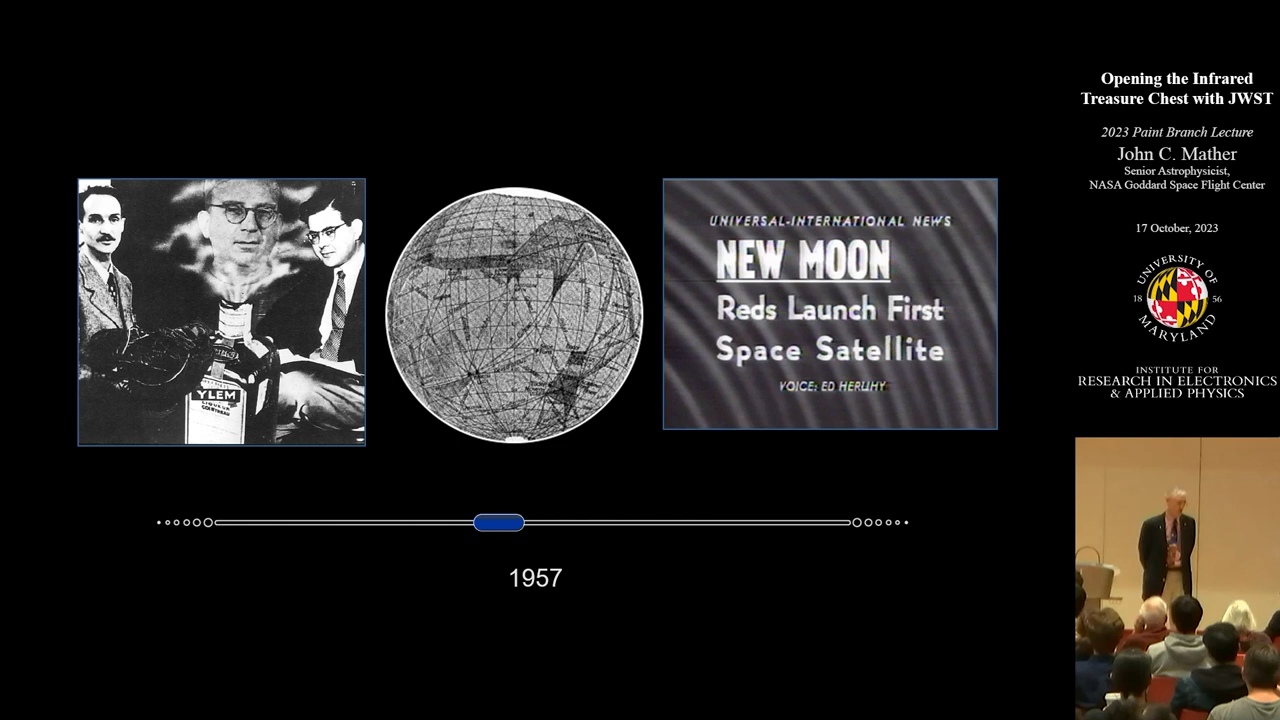 YLEM
LIQUEUR
COINTREAU
UNIVERSAL-INTERNATIONAL NEWS
NEW MOON
Reds Launch First
Space Satellite
VOICE: ED HERLIHY
1957
Opening the Infrared
Treasure Chest with JWST
2023 Paint Branch Lecture
John C. Mather
Senior Astrophysicist,
NASA Goddard Space Flight Center
17 October, 2023
UNIVERSITY OF
18 56
MARYLAND
INSTITUTE FOR
RESEARCH IN ELECTRONICS
& APPLIED PHYSICS